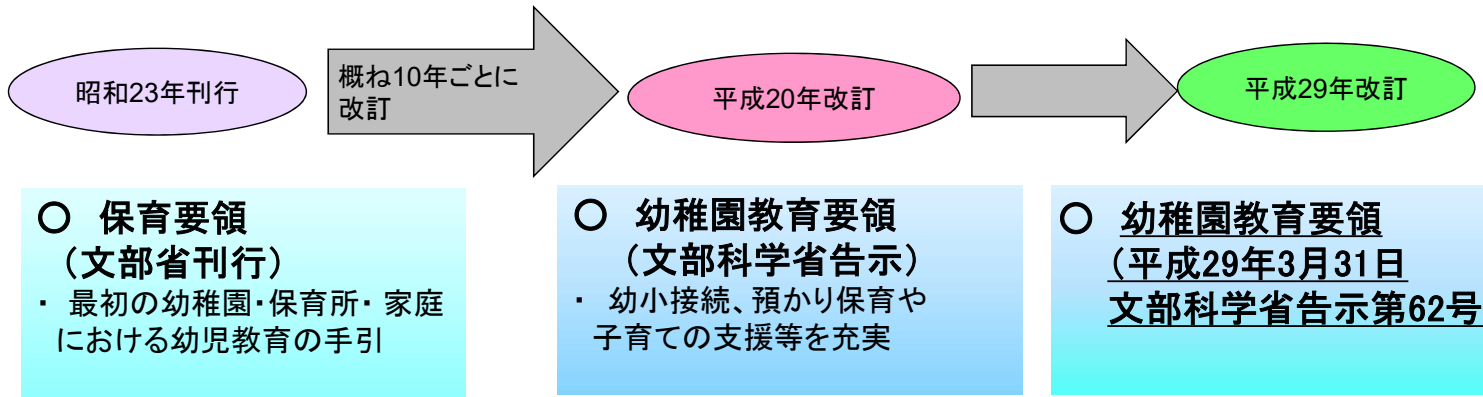 昭和23年刊行
概ね10年ごとに
改訂
平成20年改訂
平成29年改訂
○ 保育要領
（文部省刊行）
・ 最初の幼稚園・保育所・ 家庭
における幼児教育の手引
○ 幼稚園教育要領
（文部科学省告示）
・ 幼小接続、預かり保育や
子育ての支援等を充実
○ 幼稚園教育要領
（平成29年3月31日
文部科学省告示第62号